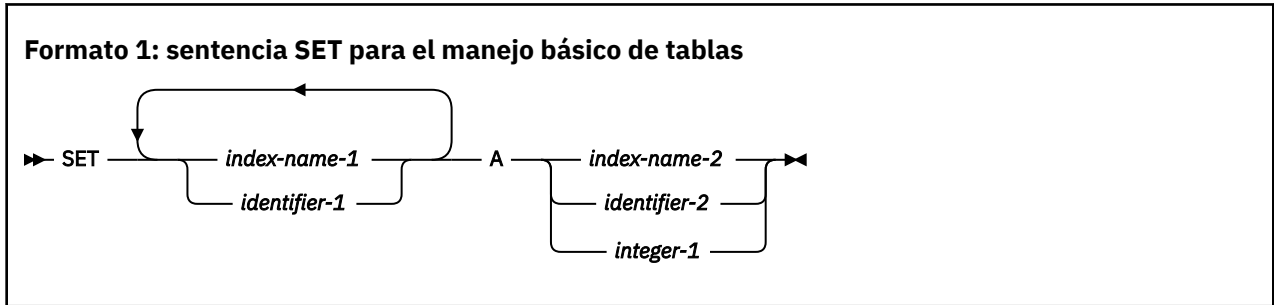 Formato 1: sentencia SET para el manejo básico de tablas
SET index-name-1 A index-name-2
identifier-1 identifier-2
integer-1